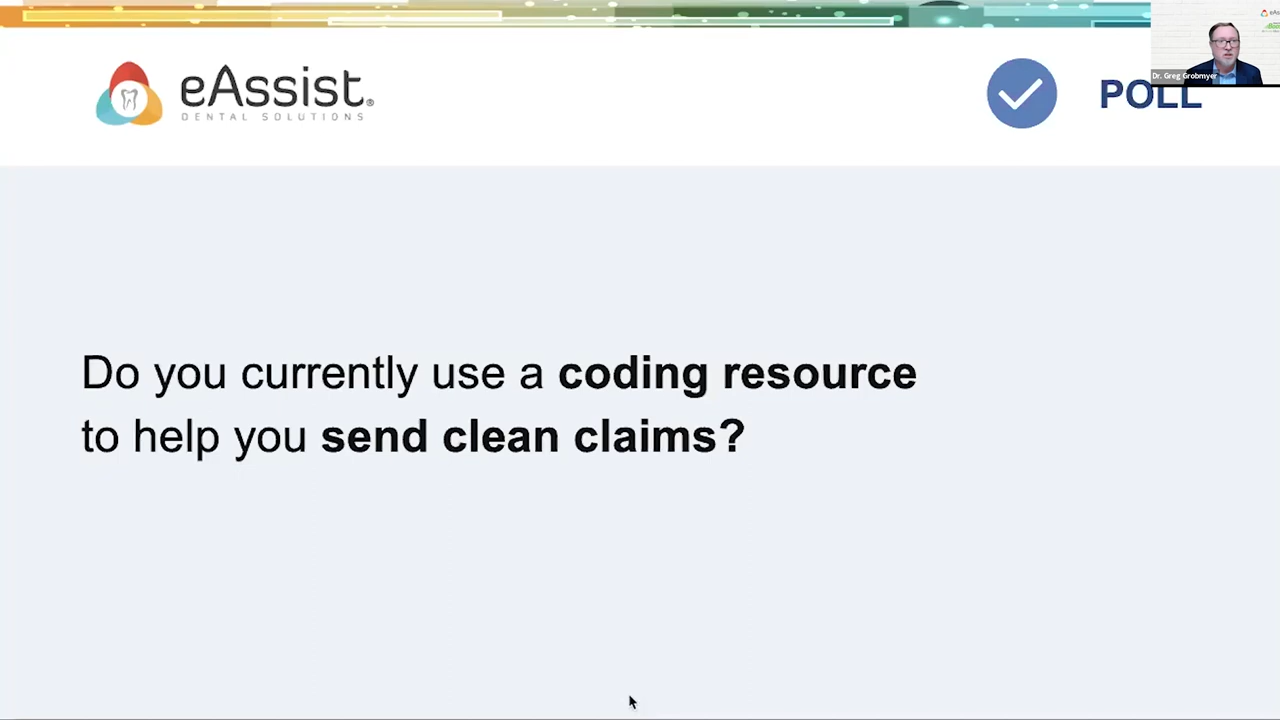 eAssist®
DENTAL SOLUTIONS
POLL
Dr. Greg Grobmyer
Do you currently use a coding resource
to help you send clean claims?